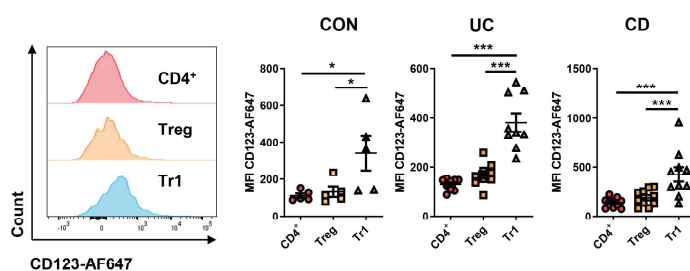 CON
UC
CD
CD4⁺
Treg
Tr1
Count
-10³ 0 10³ 10⁴ 10⁵
CD123-AF647
MFI CD123-AF647
800
600
400
200
0
*
*
CD4⁺ Treg Tr1
MFI CD123-AF647
600
400
200
0
***
***
CD4⁺ Treg Tr1
MFI CD123-AF647
1500
1000
500
0
***
***
CD4⁺ Treg Tr1